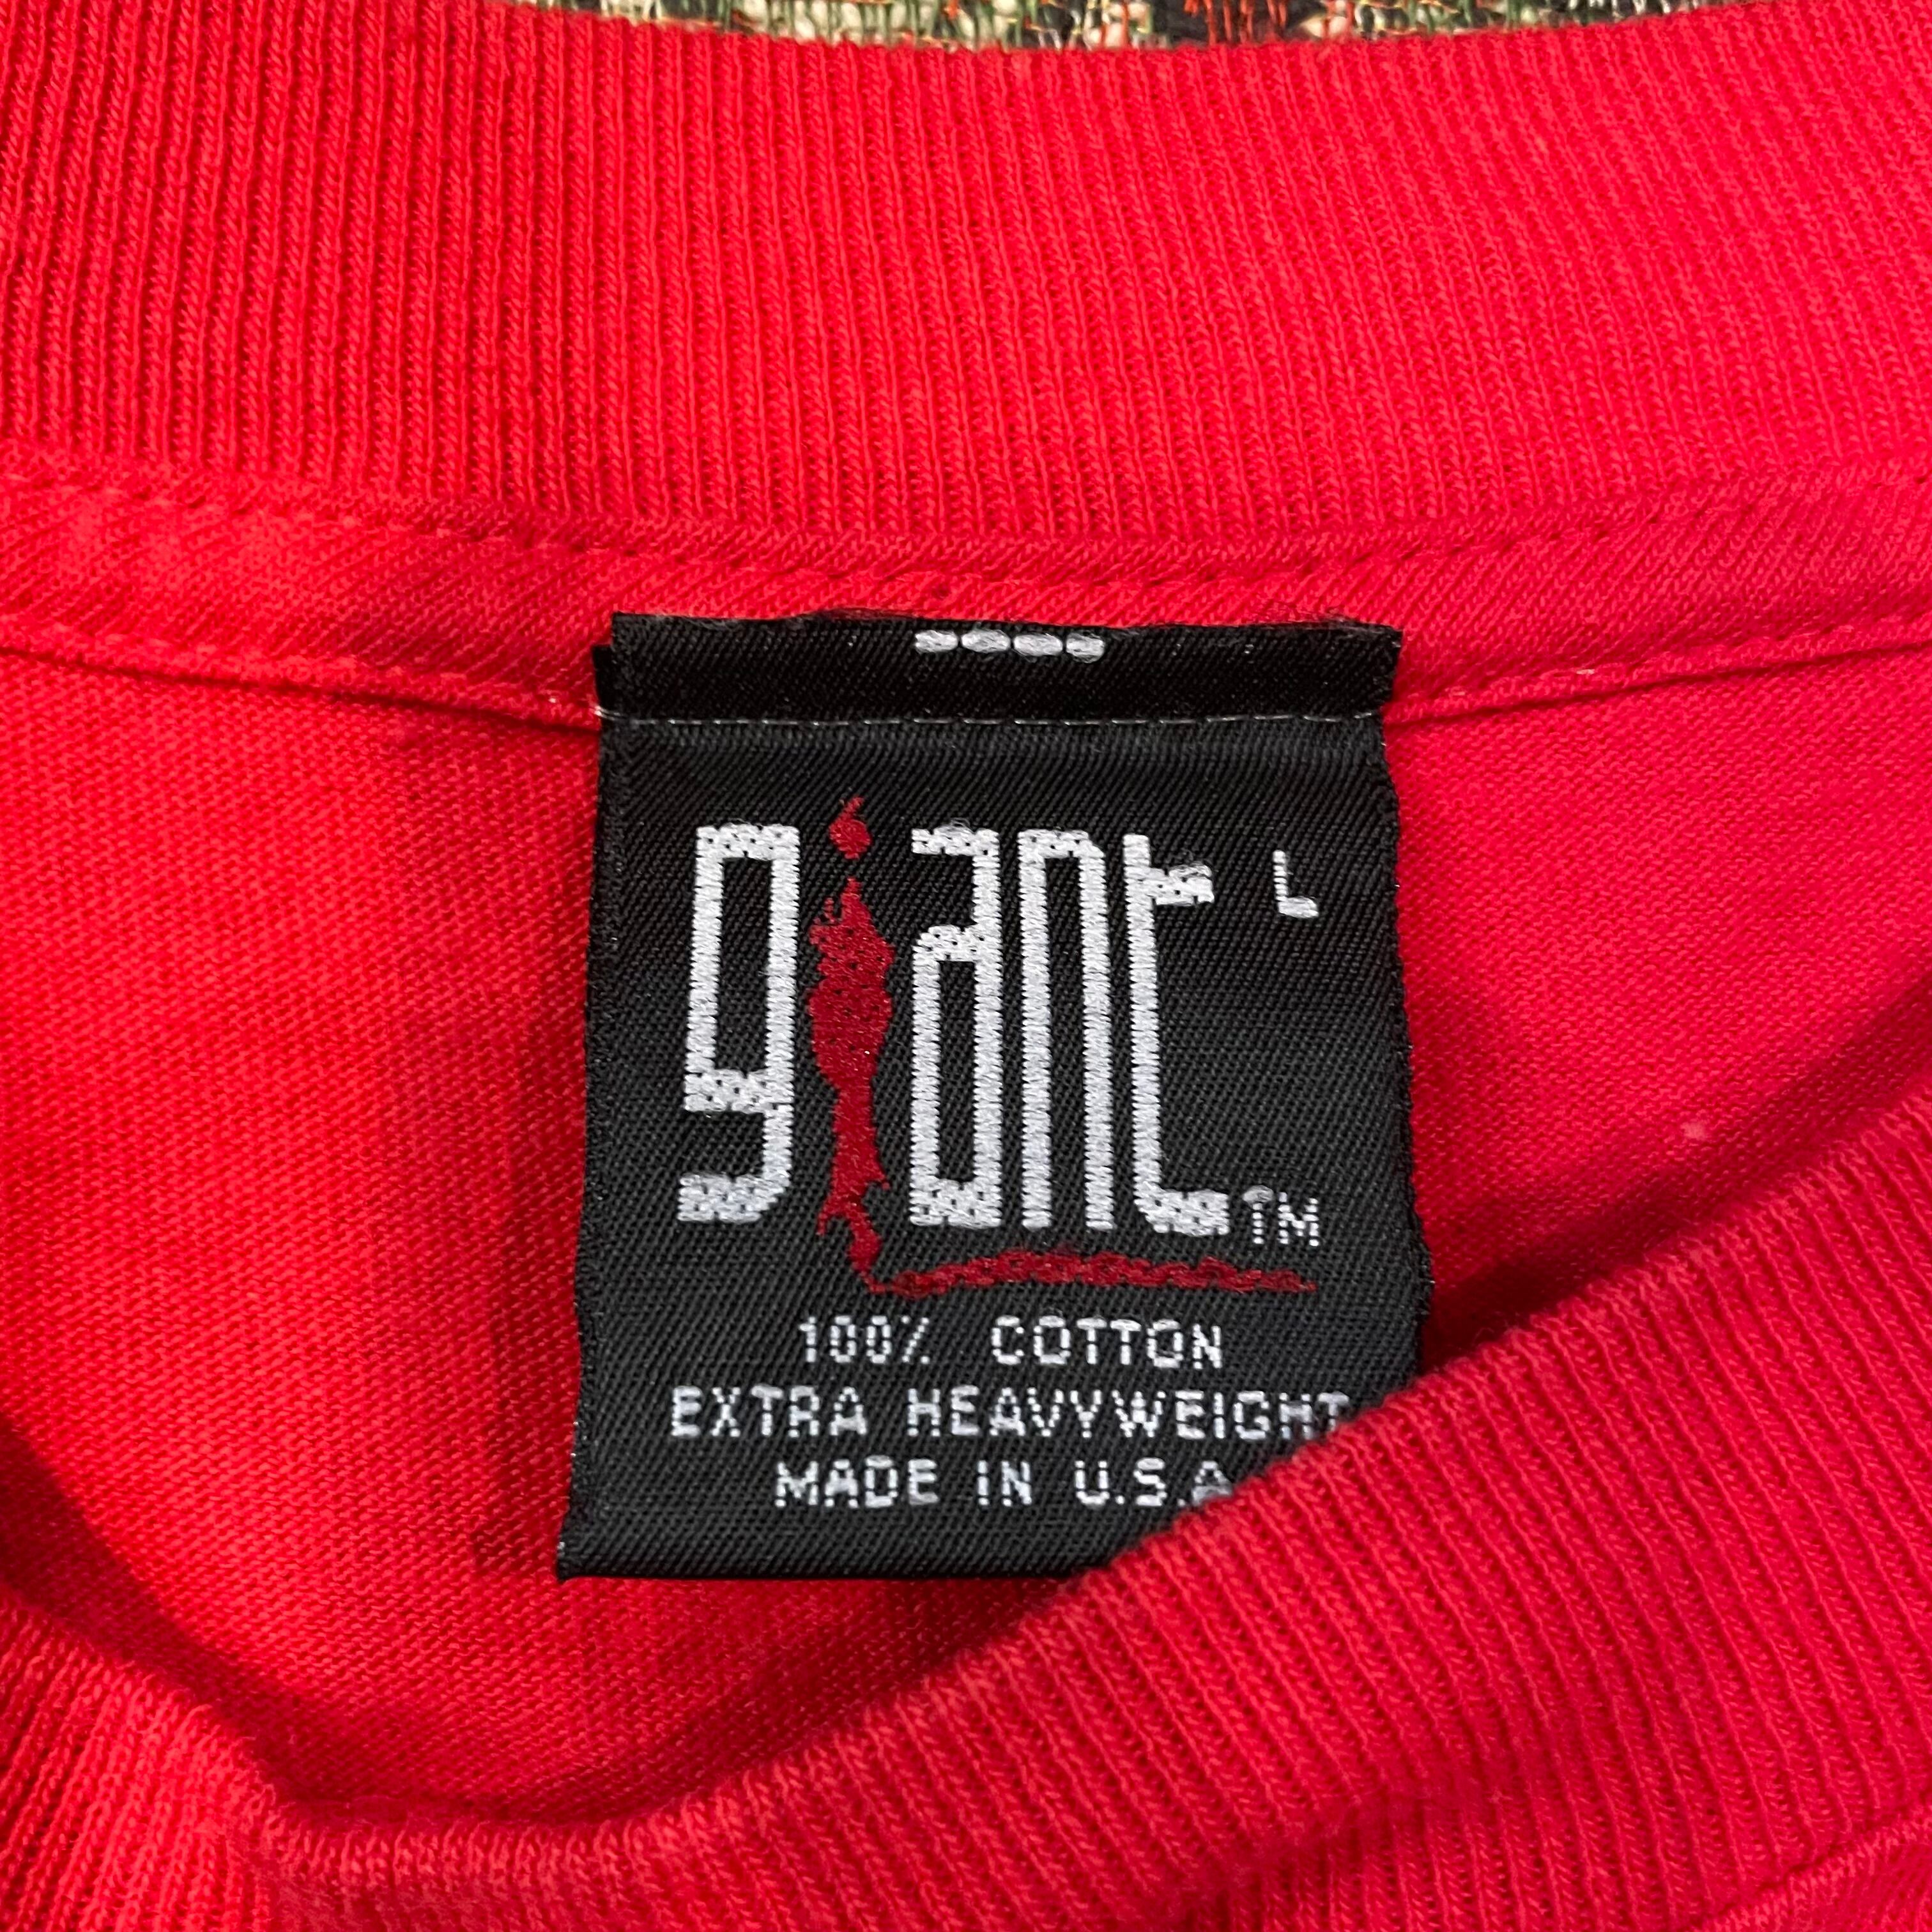 giant L
TM
100% COTTON
EXTRA HEAVYWEIGHT
MADE IN U.S.A